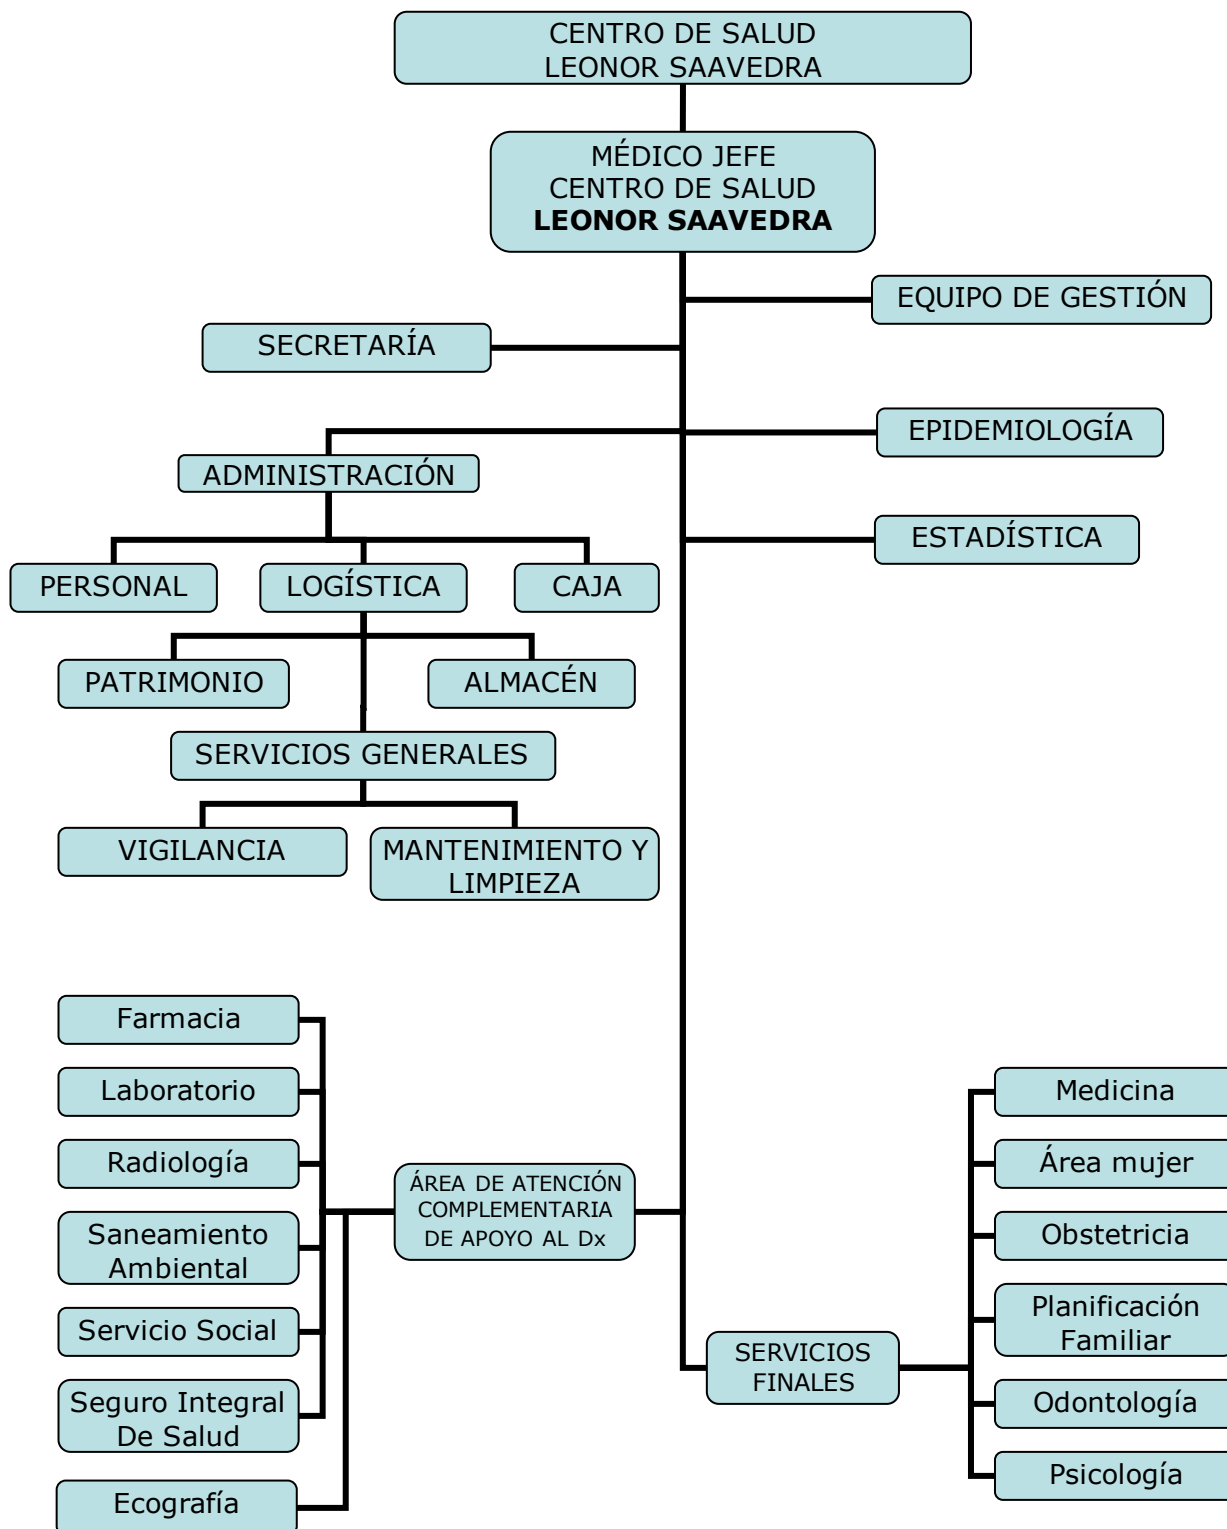 CENTRO DE SALUD
LEONOR SAAVEDRA
MÉDICO JEFE
CENTRO DE SALUD
LEONOR SAAVEDRA
EQUIPO DE GESTIÓN
SECRETARÍA
EPIDEMIOLOGÍA
ADMINISTRACIÓN
ESTADÍSTICA
PERSONAL
LOGÍSTICA
CAJA
PATRIMONIO
ALMACÉN
SERVICIOS GENERALES
VIGILANCIA
MANTENIMIENTO Y
LIMPIEZA
Farmacia
Laboratorio
Radiología
Saneamiento
Ambiental
Servicio Social
Seguro Integral
De Salud
Ecografía
ÁREA DE ATENCIÓN
COMPLEMENTARIA
DE APOYO AL Dx
SERVICIOS
FINALES
Medicina
Área mujer
Obstetricia
Planificación
Familiar
Odontología
Psicología